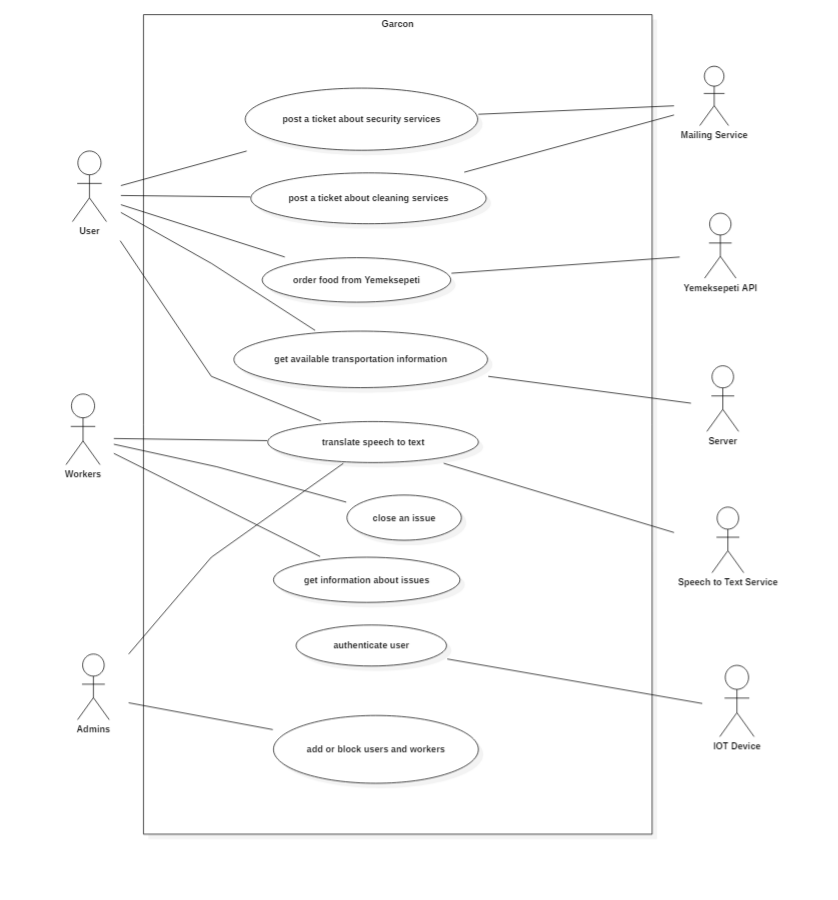 Garcon
post a ticket about security services
Mailing Service
post a ticket about cleaning services
User
order food from Yemeksepeti
Yemeksepeti API
get available transportation information
Server
translate speech to text
Workers
close an issue
get information about issues
Speech to Text Service
authenticate user
Admins
add or block users and workers
IOT Device